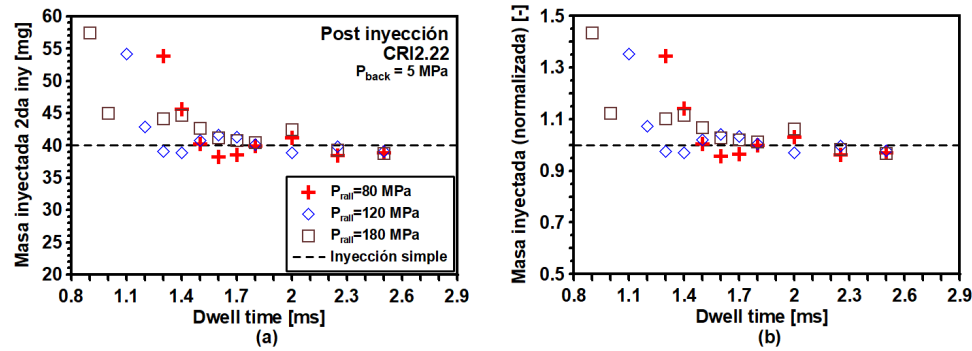 Masa inyectada 2da iny [mg]
60
55
50
45
40
35
30
25
20
Post inyección
CRI2.22
Pback = 5 MPa
Prail=80 MPa
Prail=120 MPa
Prail=180 MPa
Inyección simple
0.8 1.1 1.4 1.7 2 2.3 2.6 2.9
Dwell time [ms]
(a)
Masa inyectada (normalizada) [-]
1.5
1.3
1.1
0.9
0.7
0.5
0.8 1.1 1.4 1.7 2 2.3 2.6 2.9
Dwell time [ms]
(b)